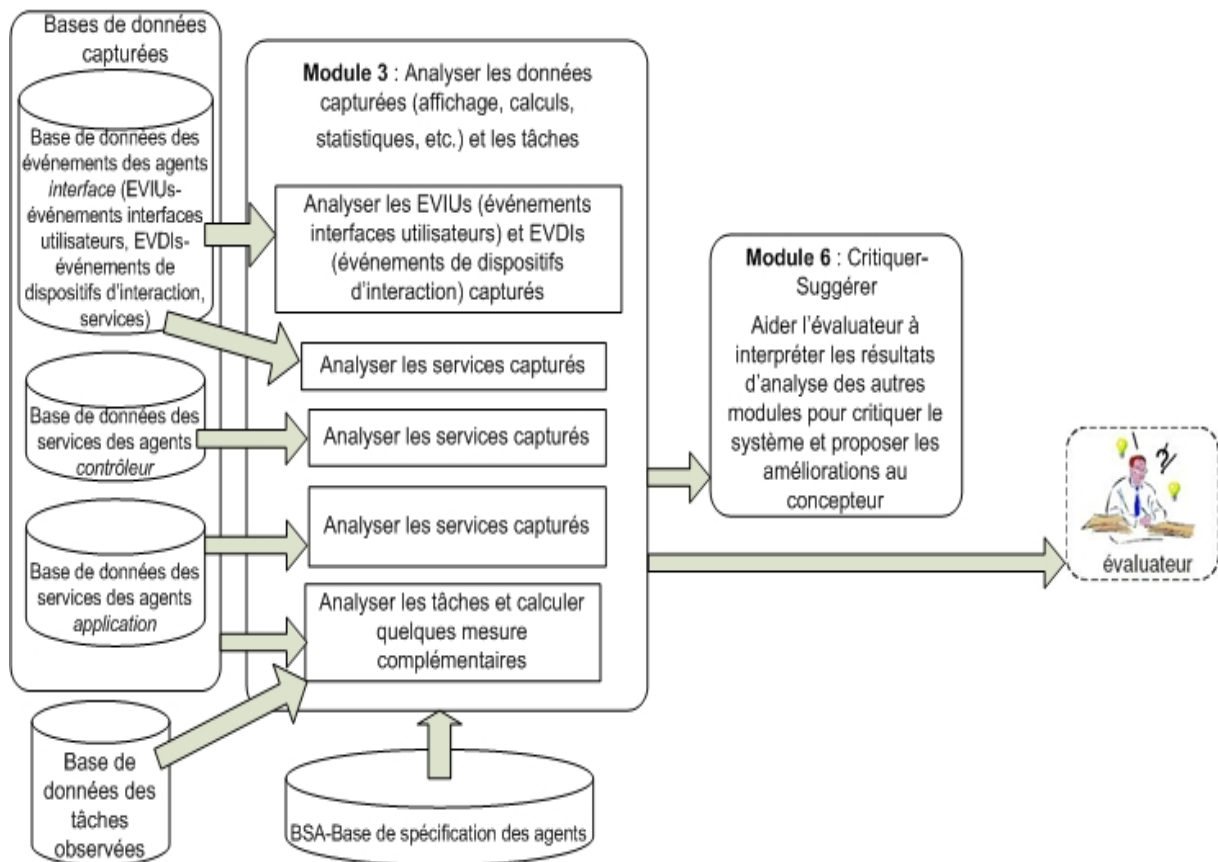 Bases de données
capturées
Base de données des
événements des agents
interface (EVIUs-
événements interfaces
utilisateurs, EVDIs-
événements de
dispositifs d'interaction,
services)
Base de données des
services des agents
contrôleur
Base de données des
services des agents
application
Base de
données des
tâches
observées
Module 3 : Analyser les données
capturées (affichage, calculs,
statistiques, etc.) et les tâches
Analyser les EVIUs (événements
interfaces utilisateurs) et EVDIs
(événements de dispositifs
d'interaction) capturés
Analyser les services capturés
Analyser les services capturés
Analyser les services capturés
Analyser les tâches et calculer
quelques mesure
complémentaires
BSA-Base de spécification des agents
Module 6 : Critiquer-
Suggérer
Aider l'évaluateur à
interpréter les résultats
d'analyse des autres
modules pour critiquer le
système et proposer les
améliorations au
concepteur
évaluateur